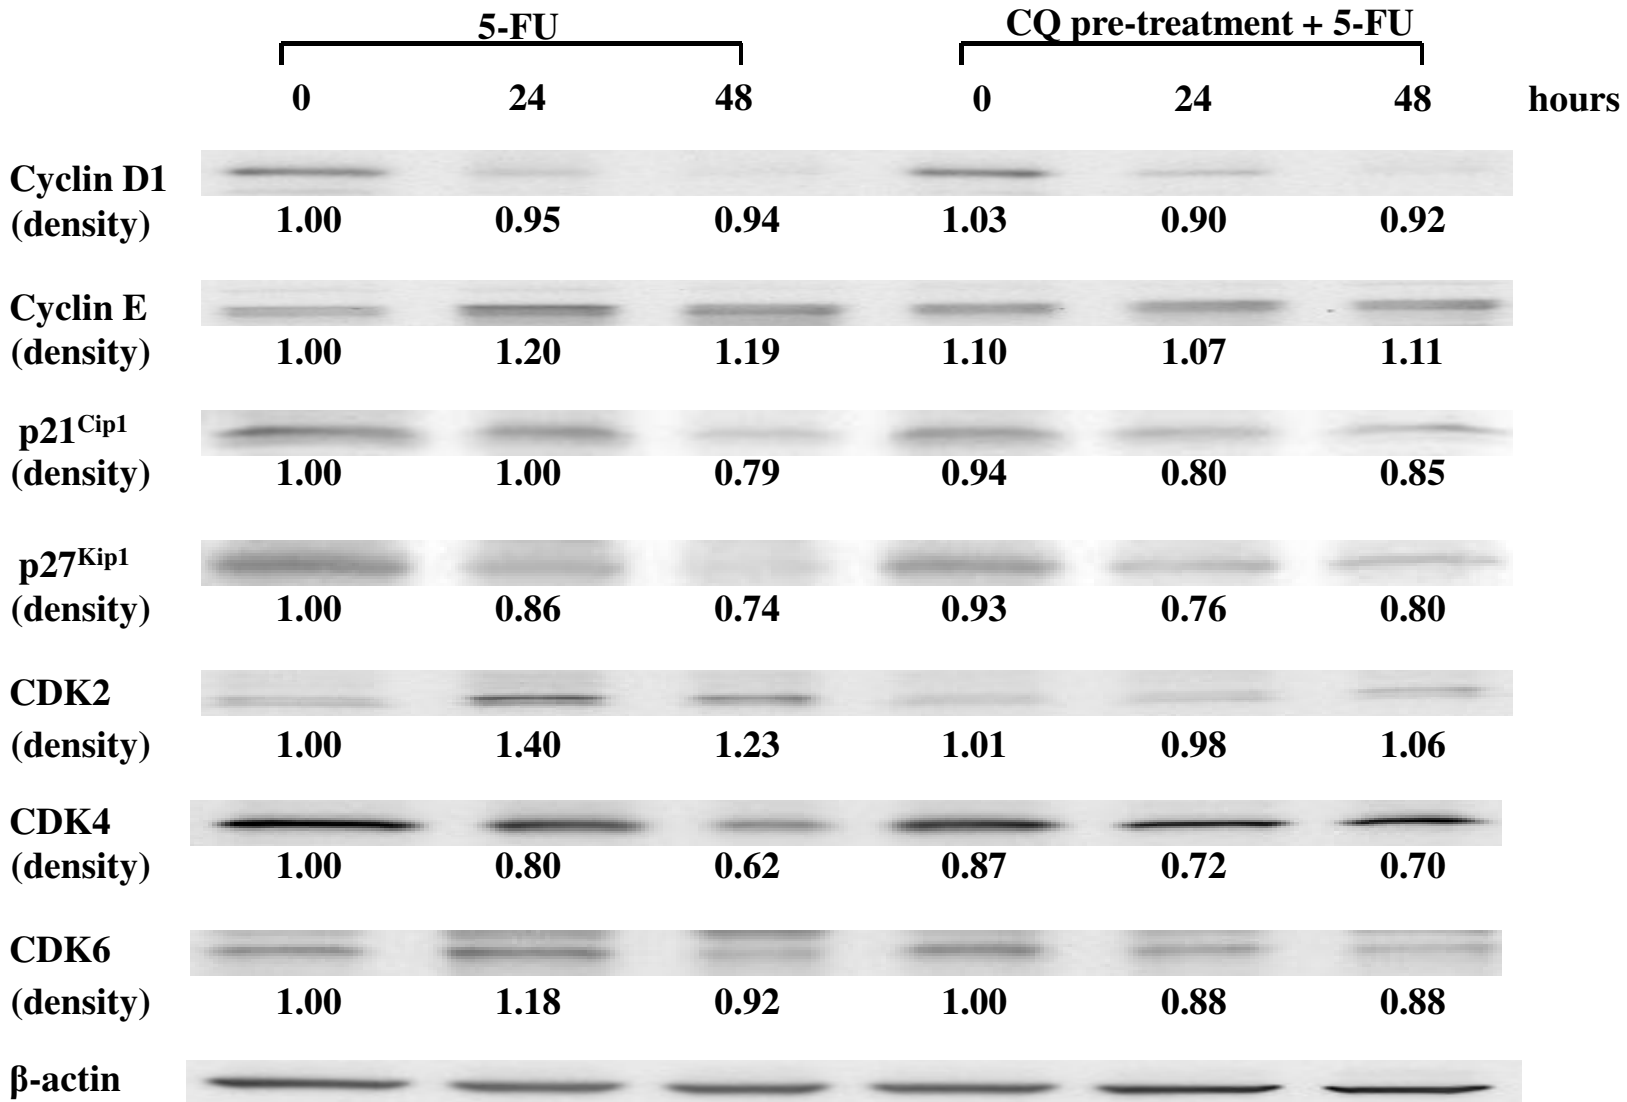 5-FU CQ pre-treatment + 5-FU
0 24 48 0 24 48 hours
Cyclin D1
(density) 1.00 0.95 0.94 1.03 0.90 0.92
Cyclin E
(density) 1.00 1.20 1.19 1.10 1.07 1.11
p21Cip1
(density) 1.00 1.00 0.79 0.94 0.80 0.85
p27Kip1
(density) 1.00 0.86 0.74 0.93 0.76 0.80
CDK2
(density) 1.00 1.40 1.23 1.01 0.98 1.06
CDK4
(density) 1.00 0.80 0.62 0.87 0.72 0.70
CDK6
(density) 1.00 1.18 0.92 1.00 0.88 0.88
β-actin